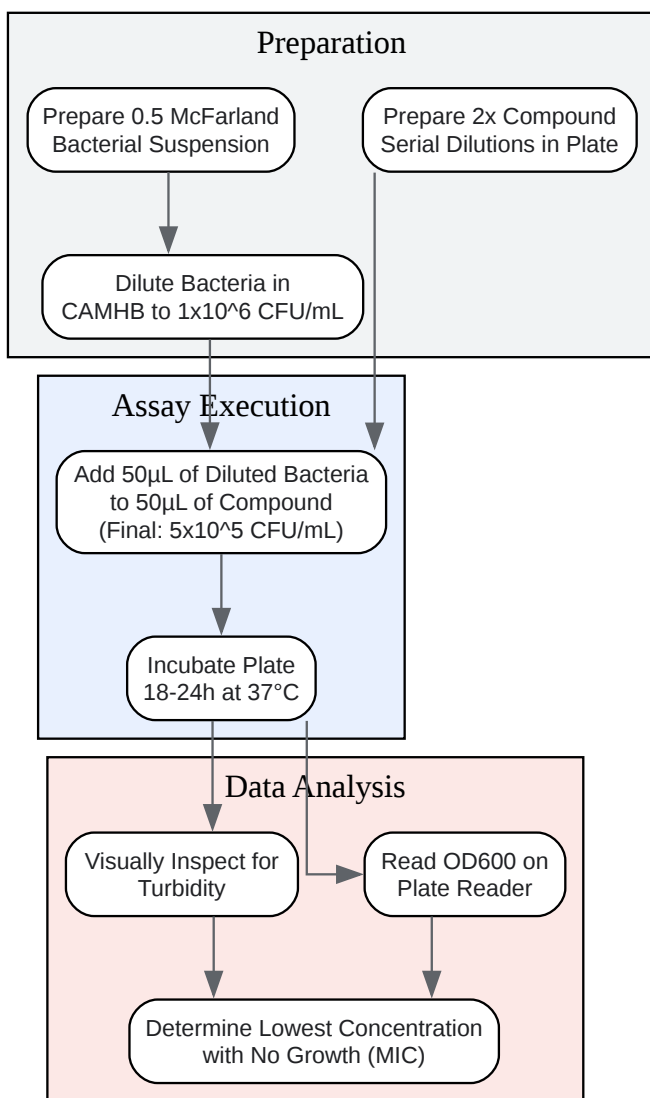 Preparation
Prepare 0.5 McFarland
Bacterial Suspension
Prepare 2x Compound
Serial Dilutions in Plate
Dilute Bacteria in
CAMHB to 1x10^6 CFU/mL
Assay Execution
Add 50µL of Diluted Bacteria
to 50µL of Compound
(Final: 5x10^5 CFU/mL)
Incubate Plate
18-24h at 37°C
Data Analysis
Visually Inspect for
Turbidity
Read OD600 on
Plate Reader
Determine Lowest Concentration
with No Growth (MIC)